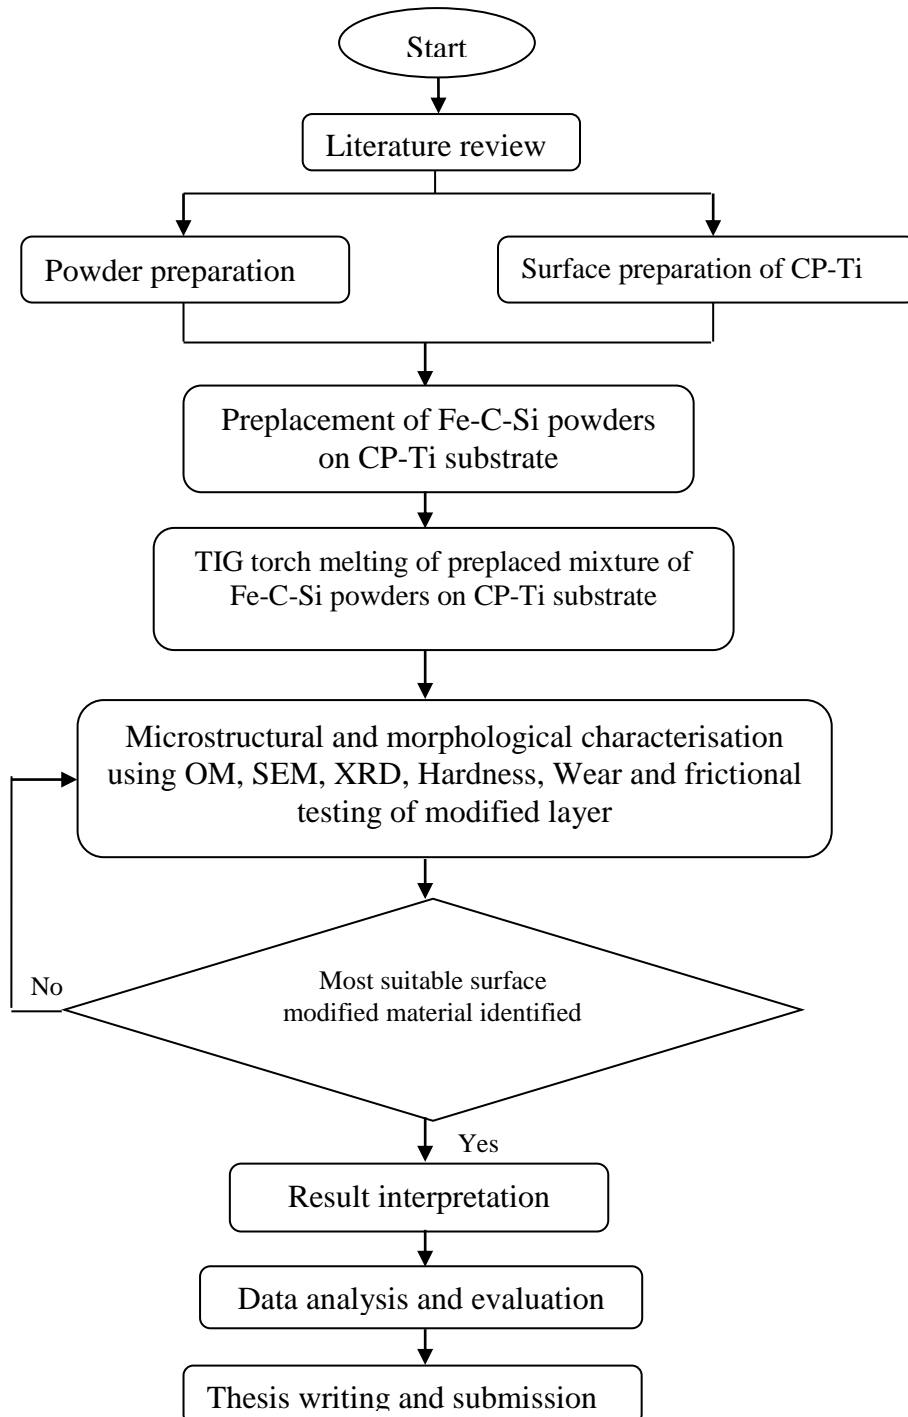 Start
Literature review
Powder preparation
Surface preparation of CP-Ti
Preplacement of Fe-C-Si powders
on CP-Ti substrate
TIG torch melting of preplaced mixture of
Fe-C-Si powders on CP-Ti substrate
Microstructural and morphological characterisation
using OM, SEM, XRD, Hardness, Wear and frictional
testing of modified layer
No
Most suitable surface
modified material identified
Yes
Result interpretation
Data analysis and evaluation
Thesis writing and submission